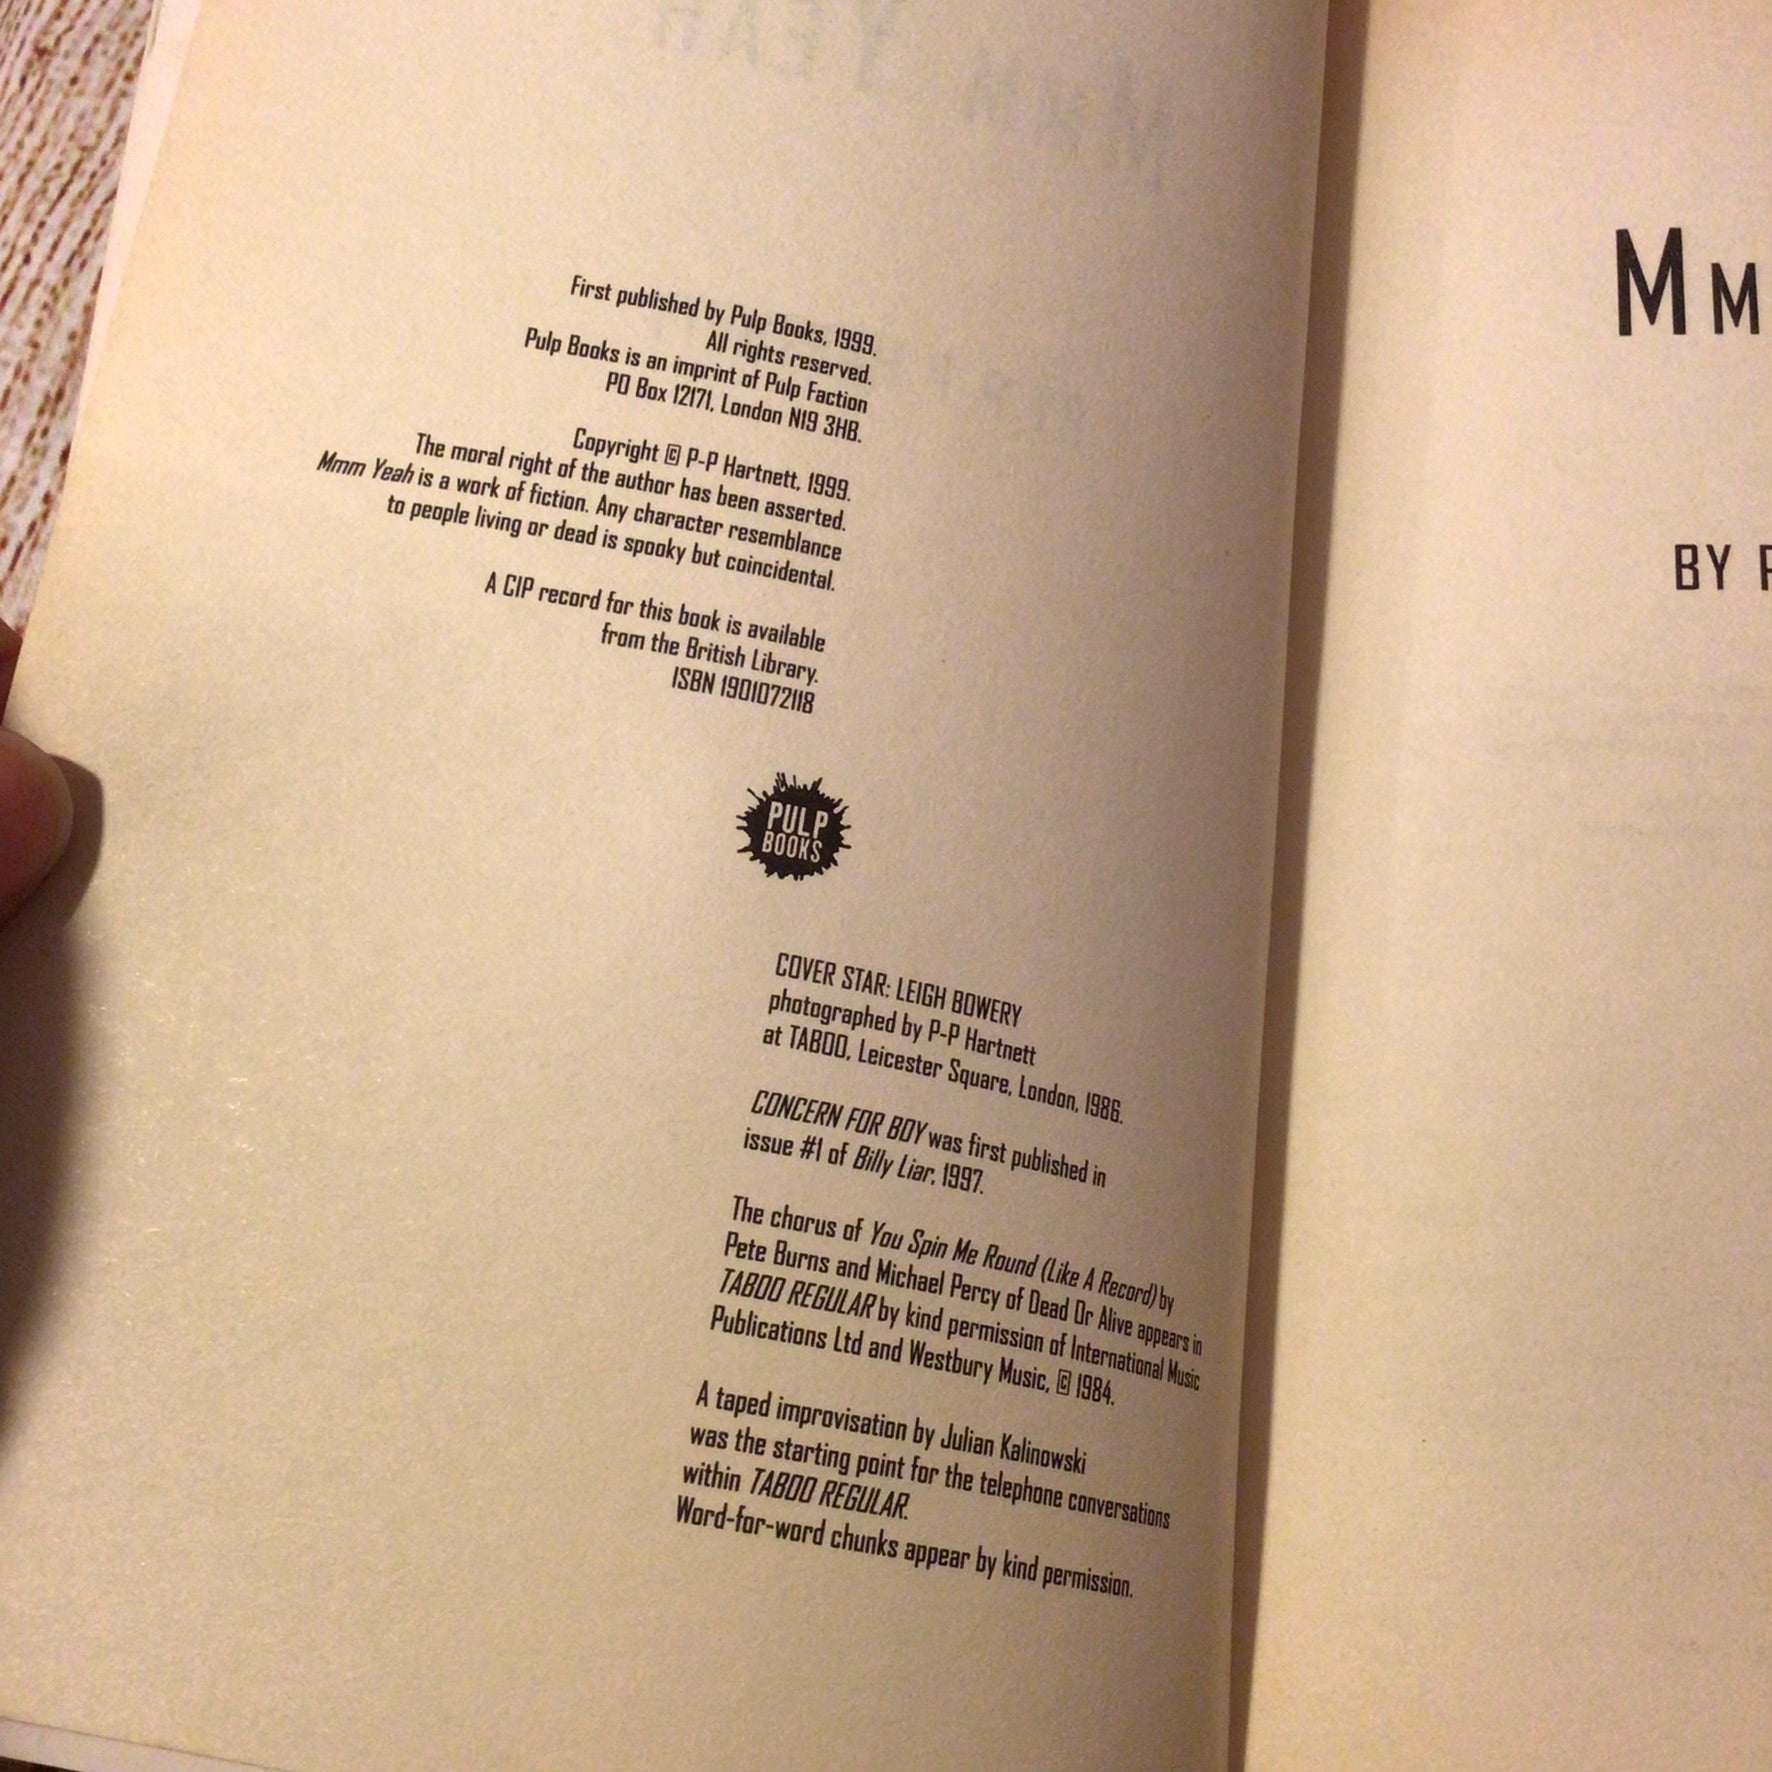 First published by Pulp Books, 1999.
All rights reserved.
Pulp Books is an imprint of Pulp Faction
PO Box 12171, London N19 3HB.
Copyright © P-P Hartnett, 1999.
The moral right of the author has been asserted.
Mmm Yeah is a work of fiction. Any character resemblance
to people living or dead is spooky but coincidental.
A CIP record for this book is available
from the British Library.
ISBN 1901072118
PULP
BOOKS
COVER STAR: LEIGH BOWERY
photographed by P-P Hartnett
at TABOO, Leicester Square, London, 1986.
CONCERN FOR BOY was first published in
issue #1 of Billy Liar, 1997.
The chorus of You Spin Me Round (Like A Record) by
Pete Burns and Michael Percy of Dead Or Alive appears in
TABOO REGULAR by kind permission of International Music
Publications Ltd and Westbury Music, © 1984.
A taped improvisation by Julian Kalinowski
was the starting point for the telephone conversations
within TABOO REGULAR.
Word-for-word chunks appear by kind permission.
MM
BY